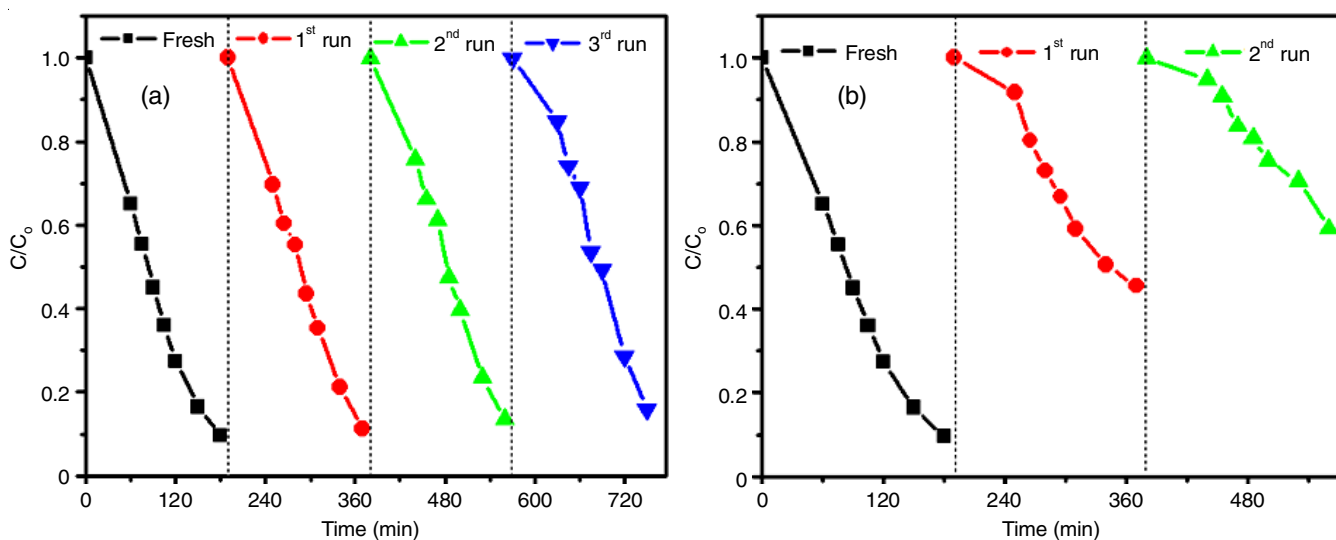 Fresh 1st run 2nd run 3rd run
(a)
C/Co
1.0
0.8
0.6
0.4
0.2
0
0 120 240 360 480 600 720
Time (min)
Fresh 1st run 2nd run
(b)
C/Co
1.0
0.8
0.6
0.4
0.2
0
0 120 240 360 480
Time (min)